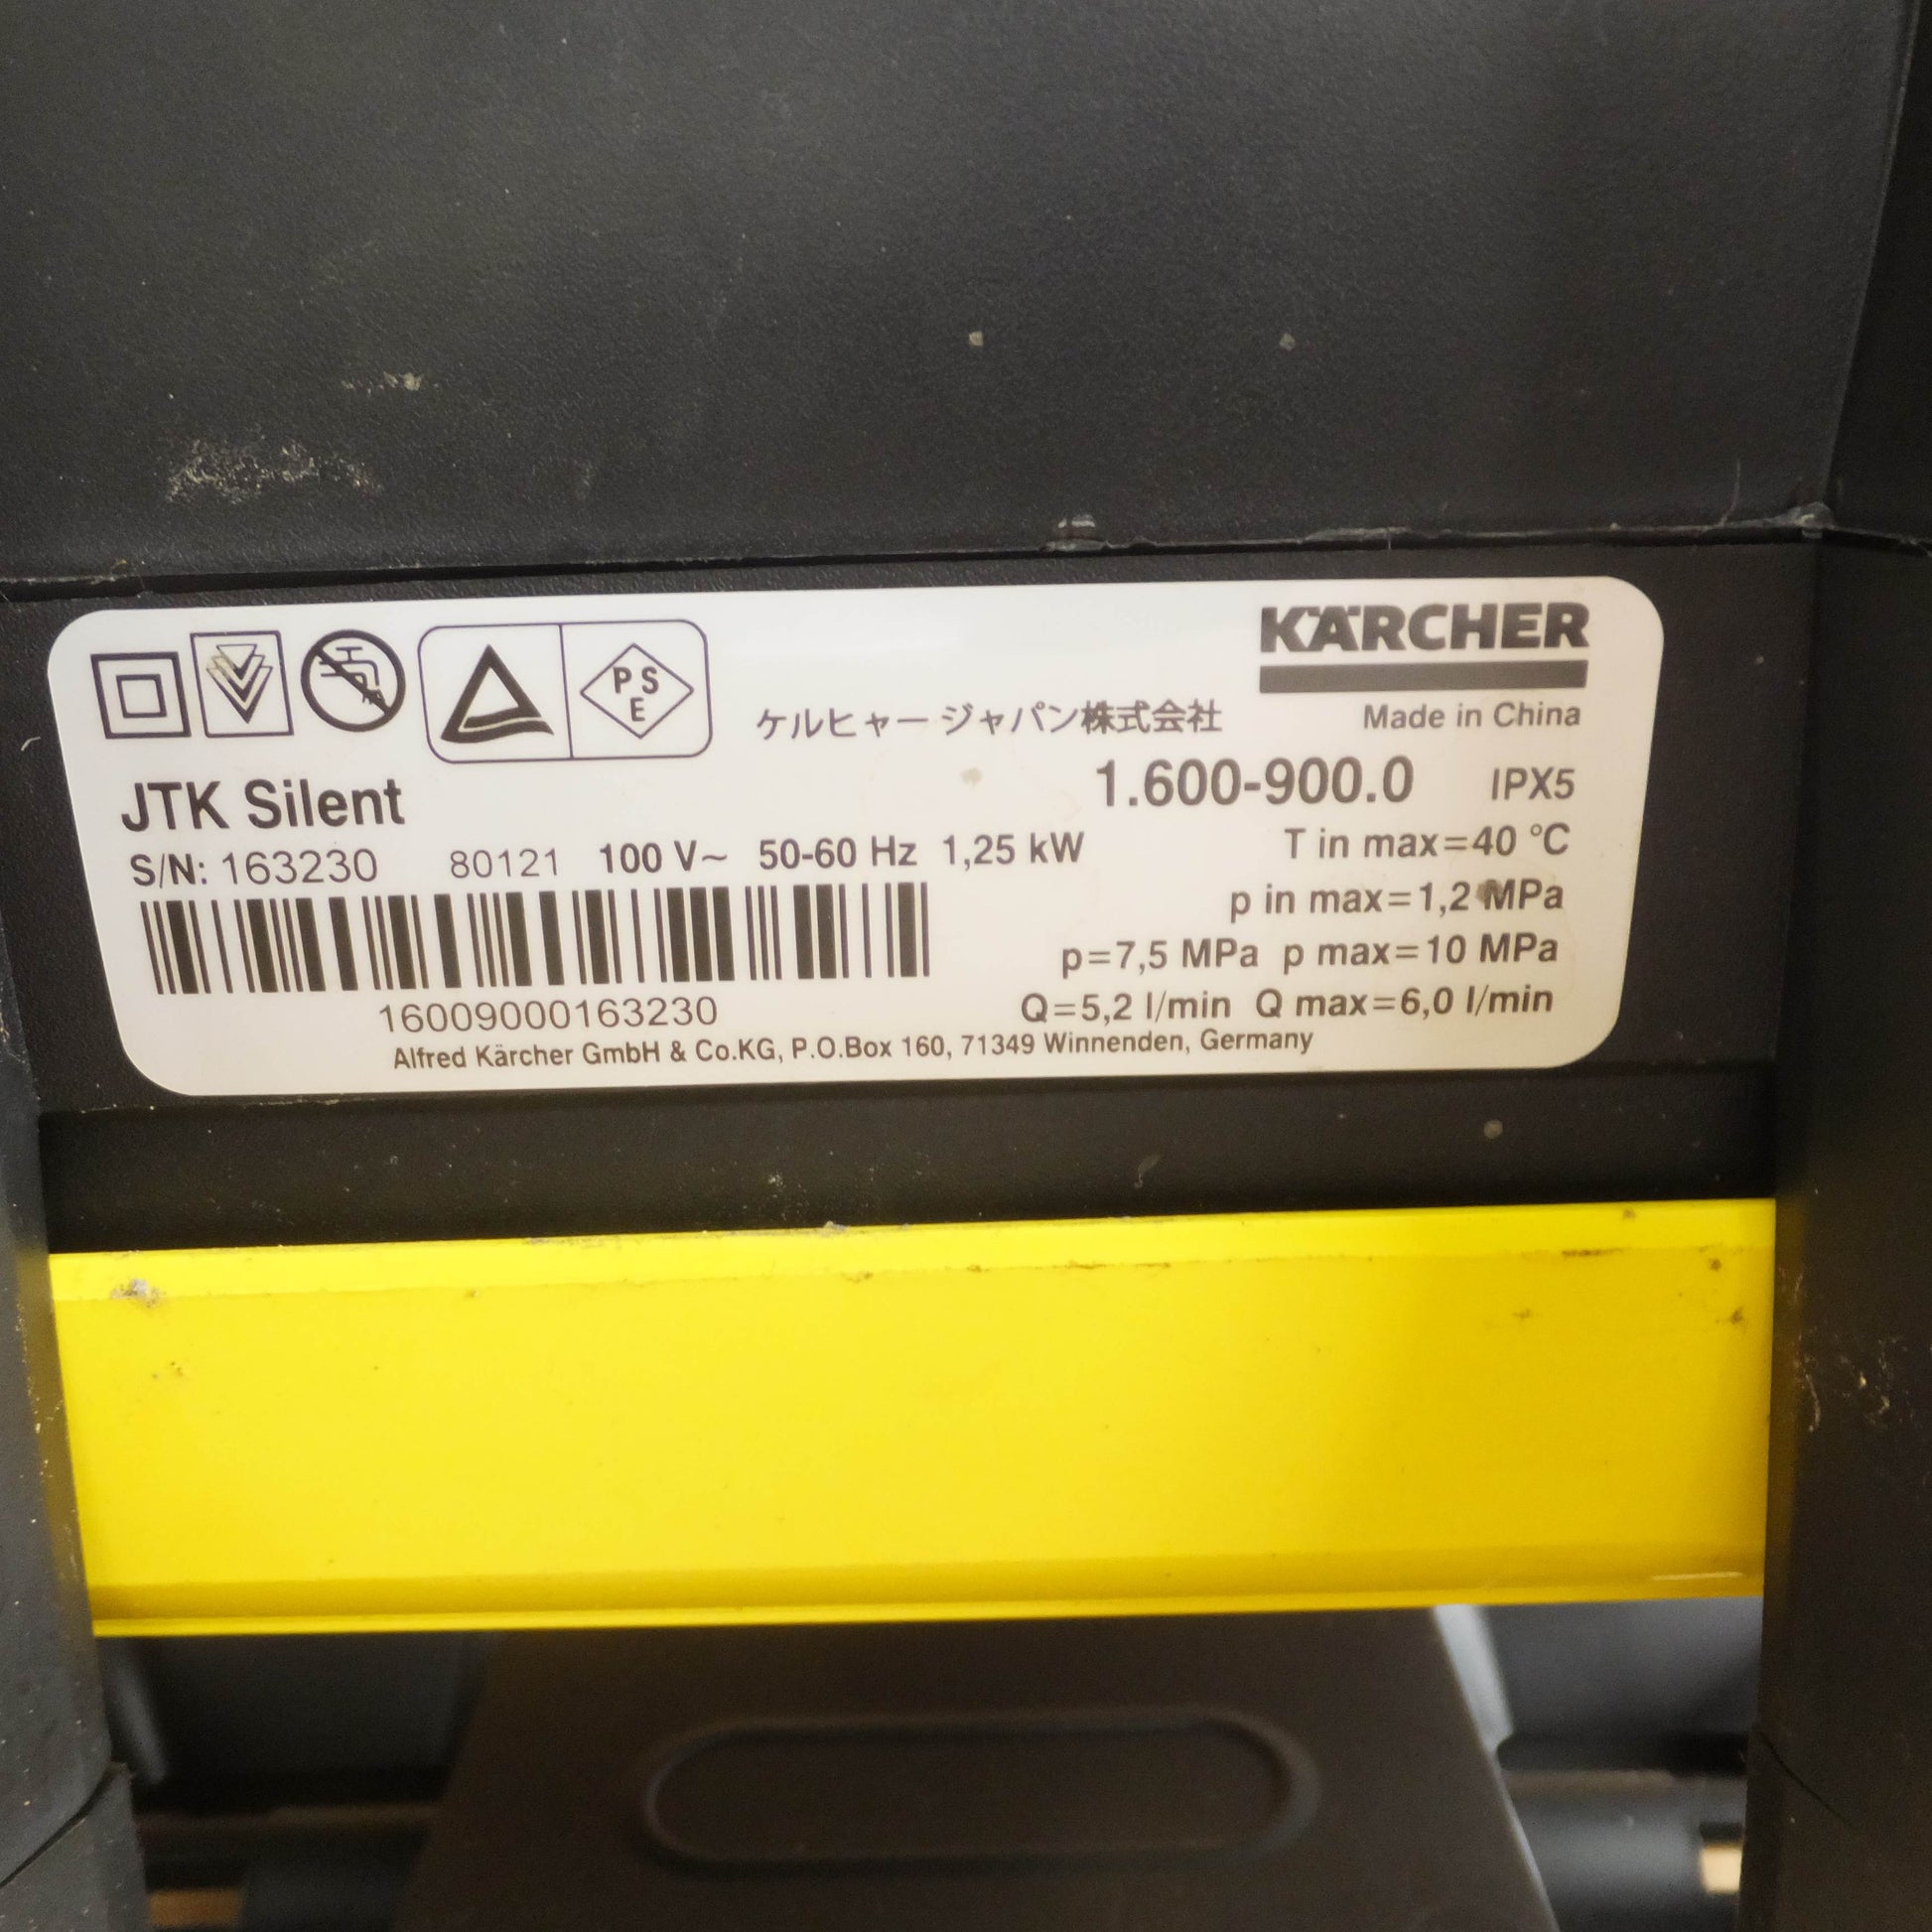 KÄRCHER
PS
E
ケルヒャージャパン株式会社
Made in China
JTK Silent
1.600-900.0 IPX5
S/N: 163230 80121 100 V~ 50-60 Hz 1,25 kW
T in max=40 °C
p in max=1,2 MPa
p=7,5 MPa p max=10 MPa
16009000163230
Q=5,2 l/min Q max=6,0 l/min
Alfred Kärcher GmbH & Co.KG, P.O.Box 160, 71349 Winnenden, Germany